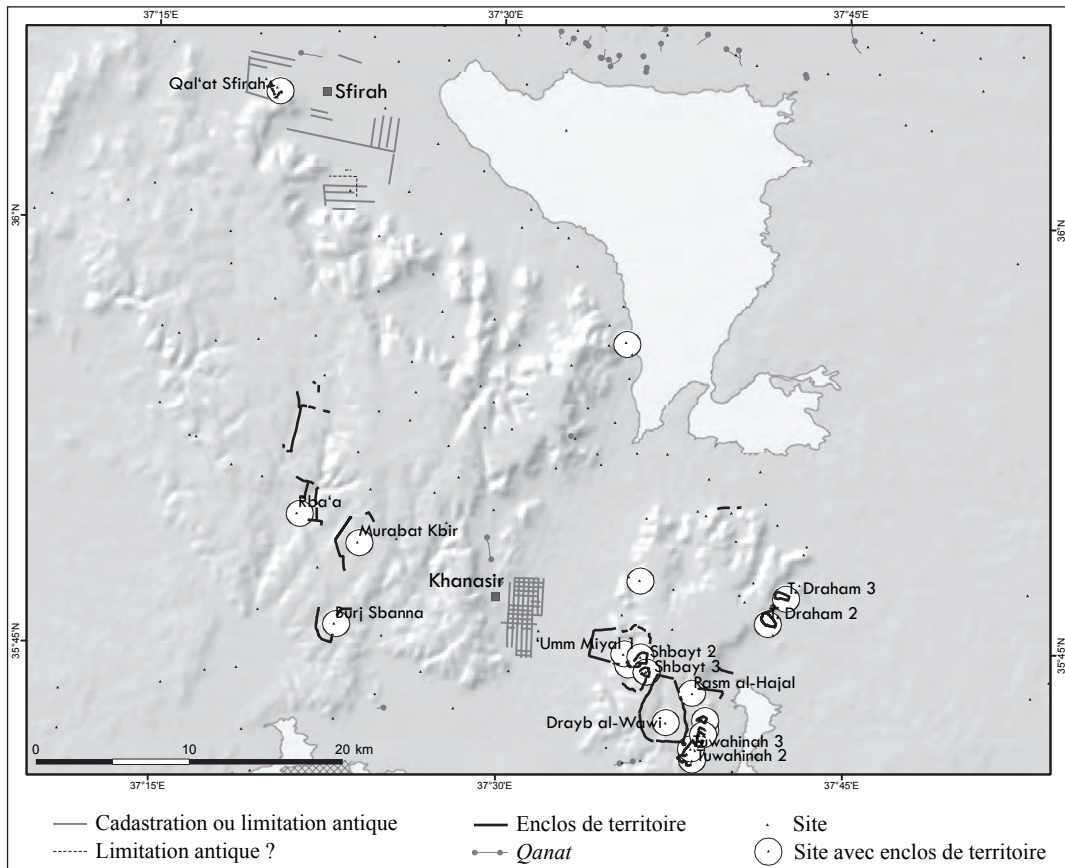 37°15'E
37°30'E
37°45'E
Qal‘at Sfirah
Sfirah
36°N
36°N
Rba‘a
Murabat Kbir
Khanasir
Burj Sbanna
T. Draham 3
Draham 2
‘Umm Miyal 1
Shbayt 2
Shbayt 3
35°45'N
35°45'N
Rasm al-Hajal
Drayb al-Wawi
Tuwahinah 3
Tuwahinah 2
0 10 20 km
37°15'E
37°30'E
37°45'E
Cadastration ou limitation antique
Enclos de territoire
Site
Limitation antique ?
Qanat
Site avec enclos de territoire